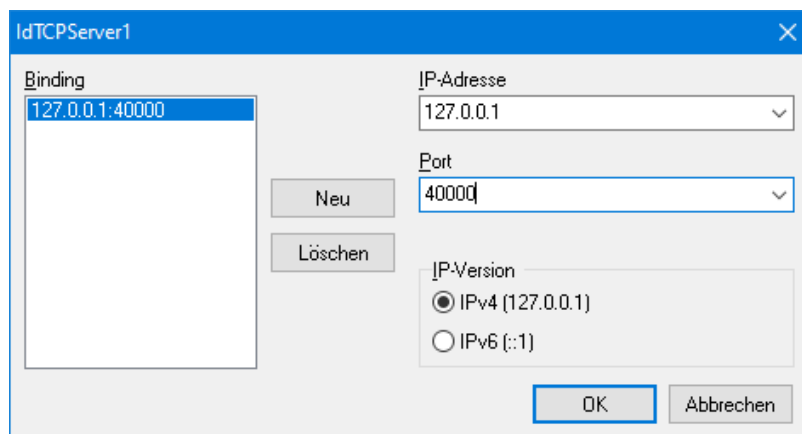 IdTCPServer1
Binding
127.0.0.1:40000
IP-Adresse
127.0.0.1
Port
40000
Neu
Löschen
IP-Version
IPv4 (127.0.0.1)
IPv6 (::1)
OK
Abbrechen